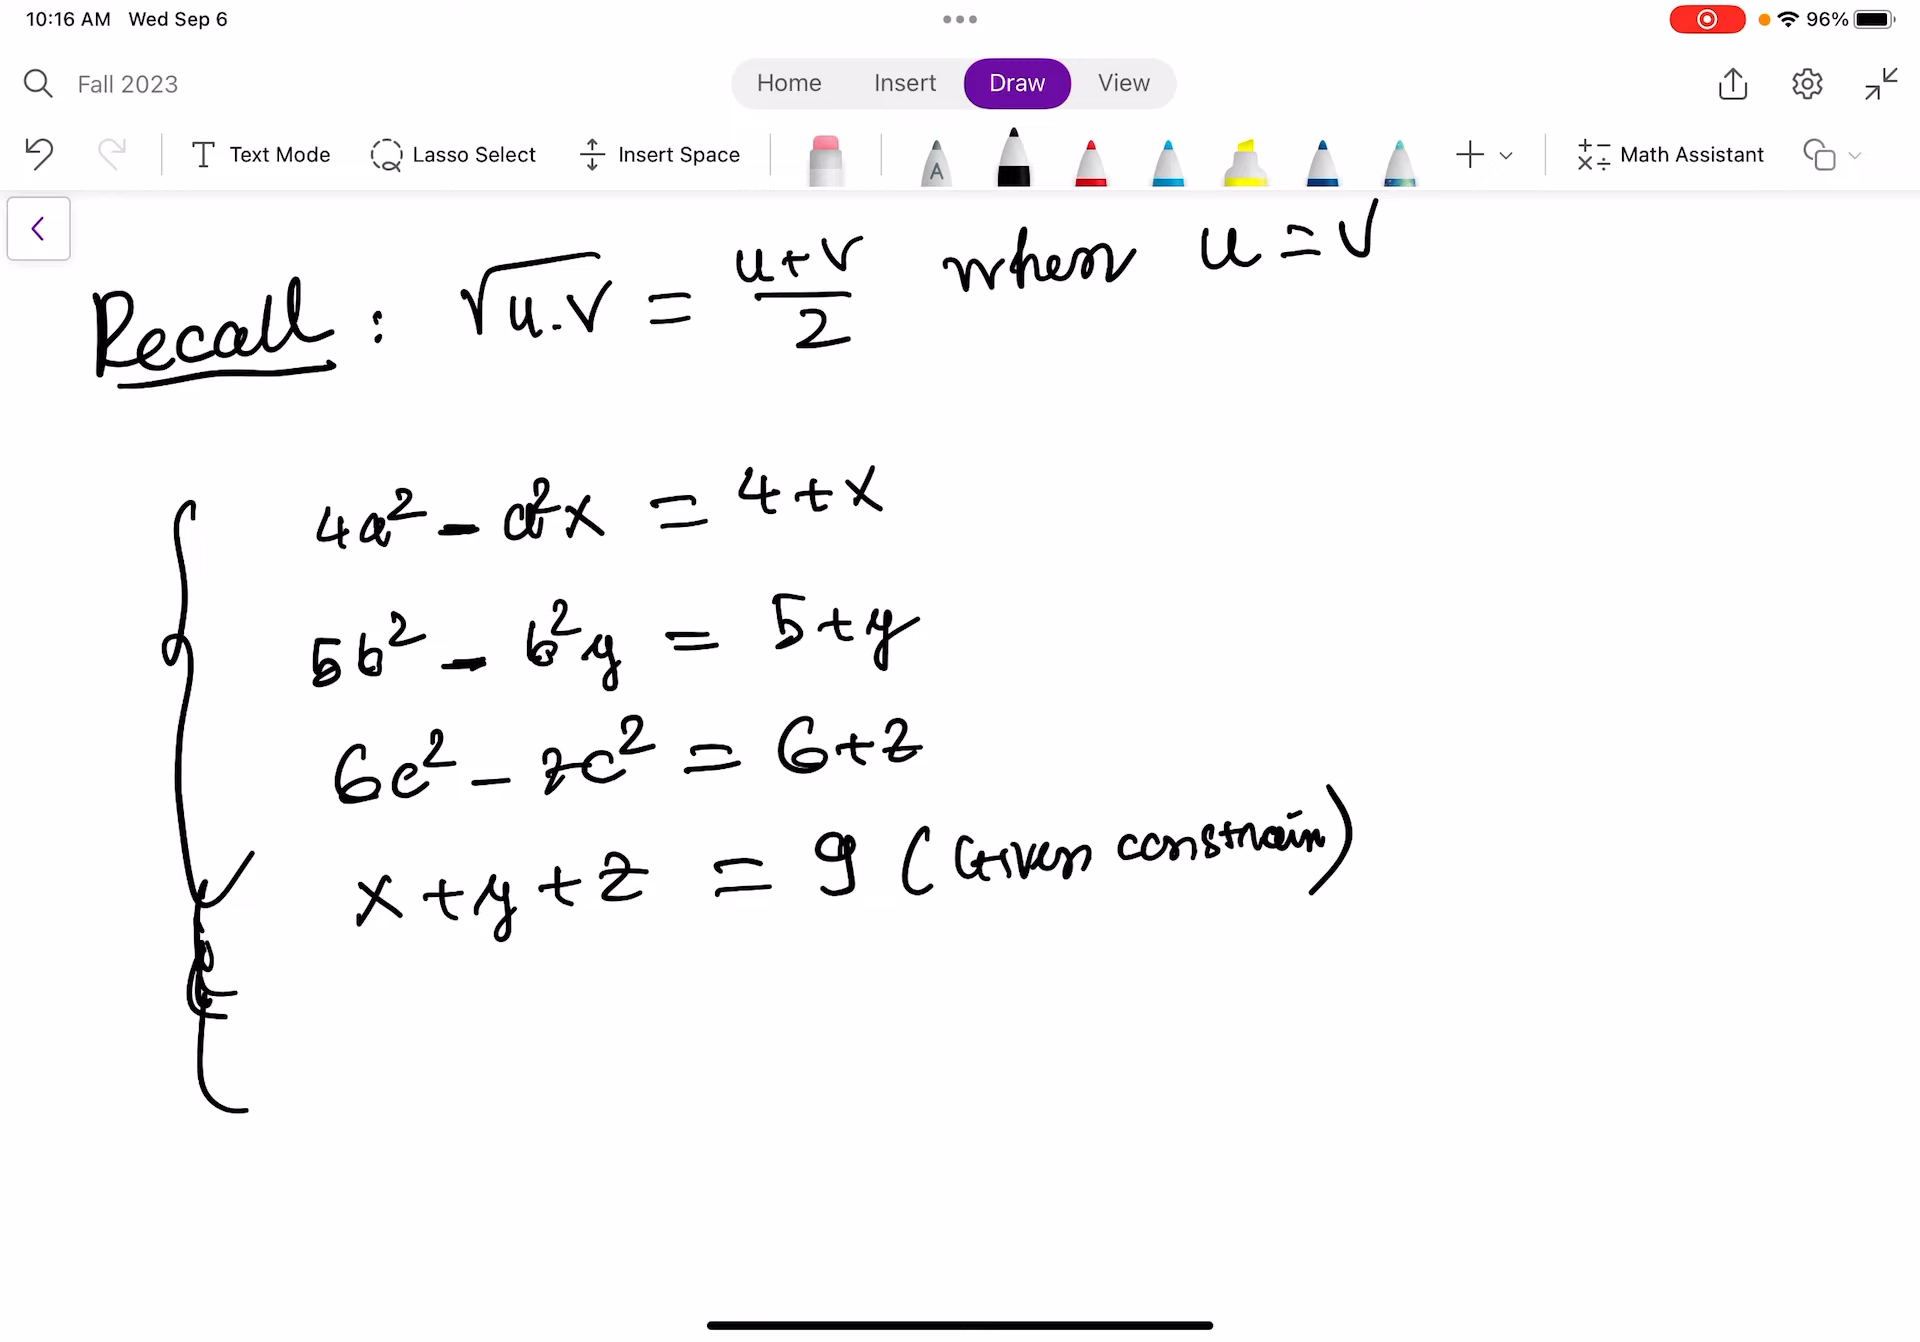 10:16 AM Wed Sep 6 96%
Fall 2023 Home Insert Draw View
Text Mode Lasso Select Insert Space A Math Assistant
Recall : √u.v = (u+v)/2 when u = v
4a² - a²x = 4+x
5b² - b²y = 5+y
6c² - zc² = 6+z
x+y+z = 9 (Given constrain)